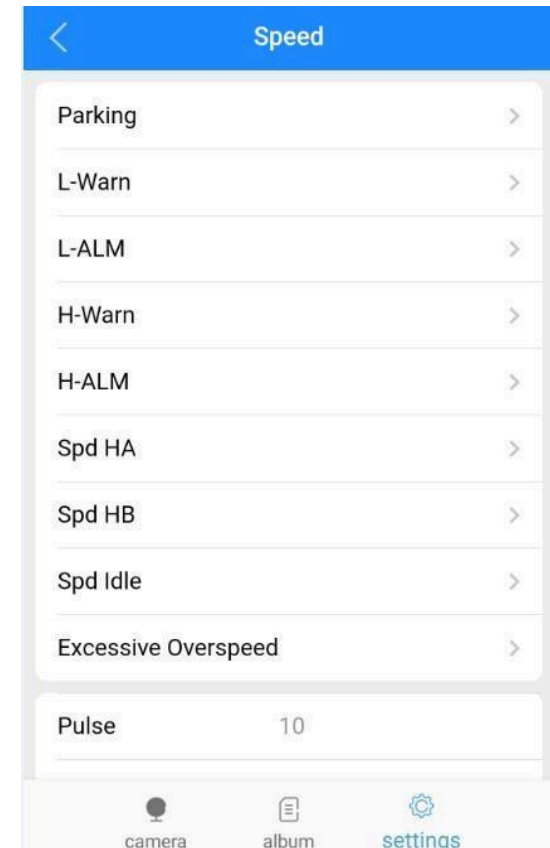 Speed
Parking
L-Warn
L-ALM
H-Warn
H-ALM
Spd HA
Spd HB
Spd Idle
Excessive Overspeed
Pulse 10
camera album settings